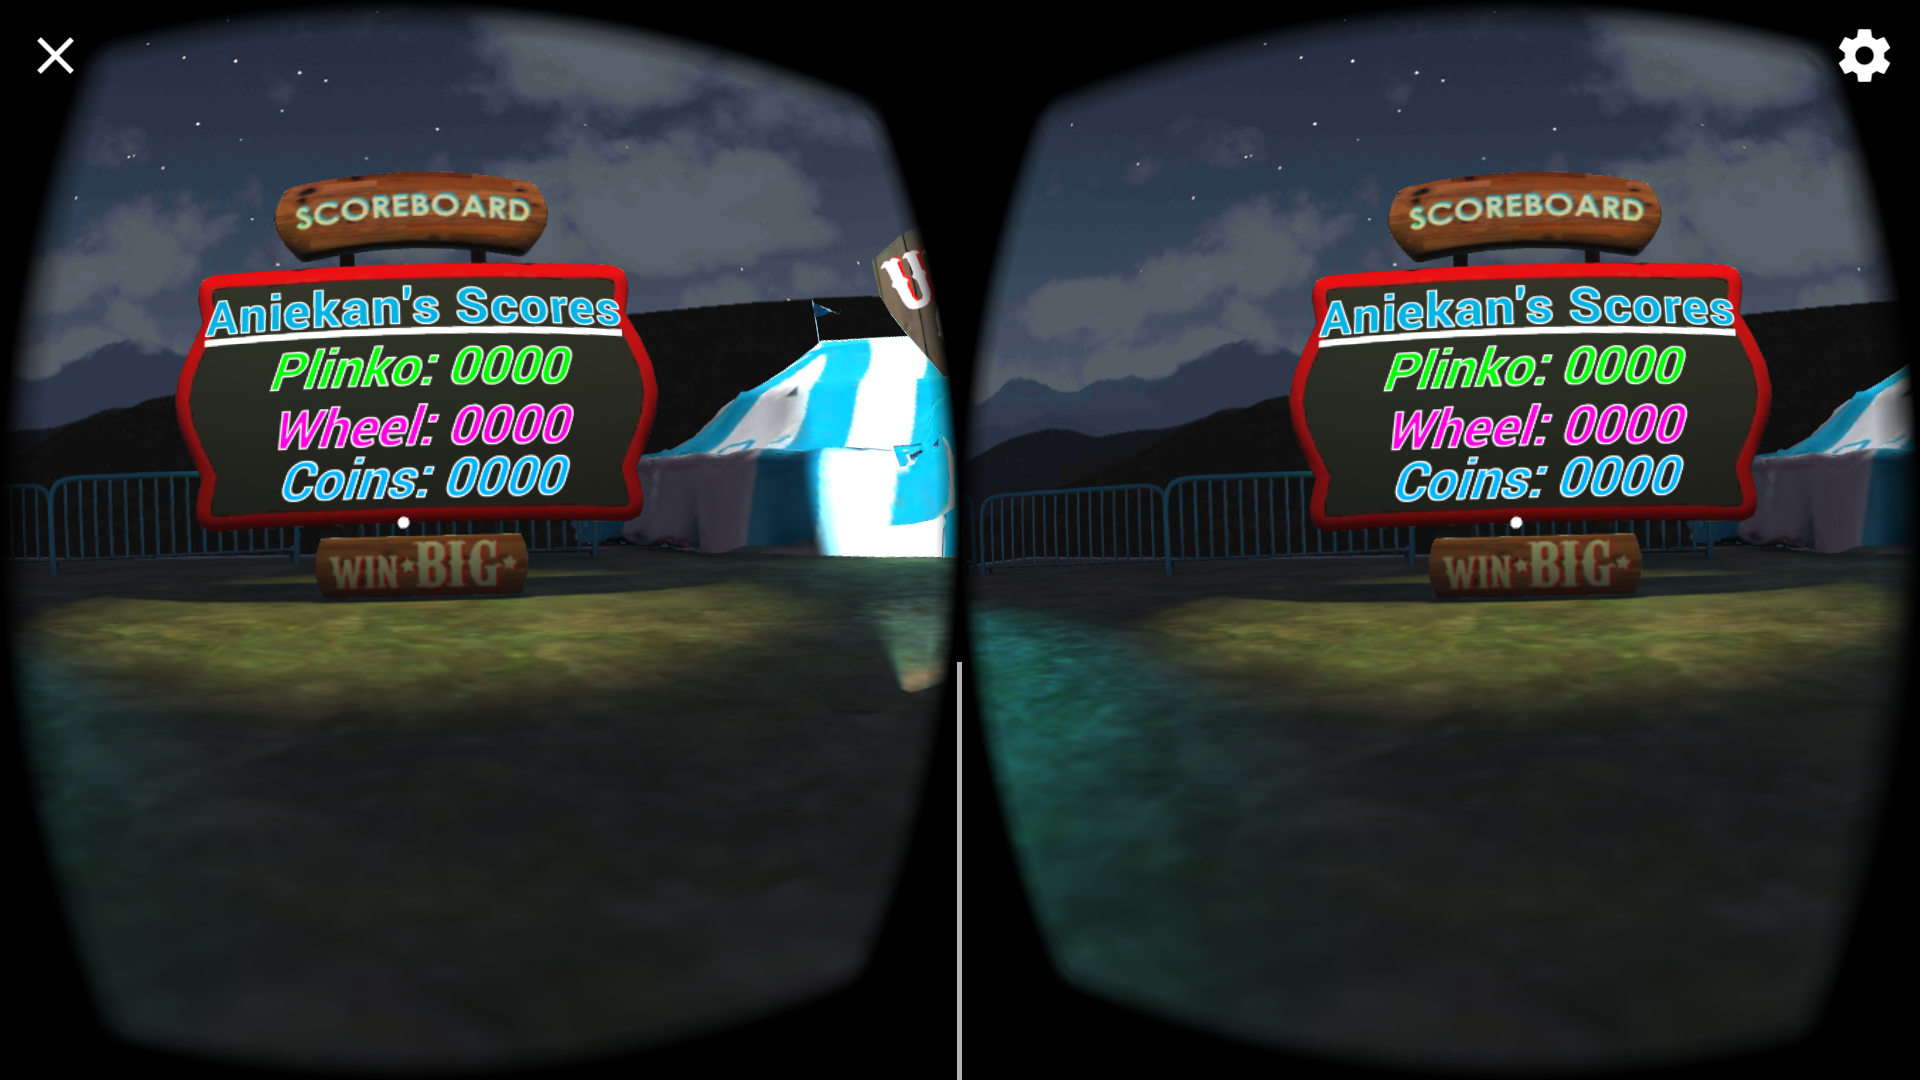 SCOREBOARD
Aniekan's Scores
Plinko: 0000
Wheel: 0000
Coins: 0000
WIN★BIG★
U
SCOREBOARD
Aniekan's Scores
Plinko: 0000
Wheel: 0000
Coins: 0000
WIN★BIG★